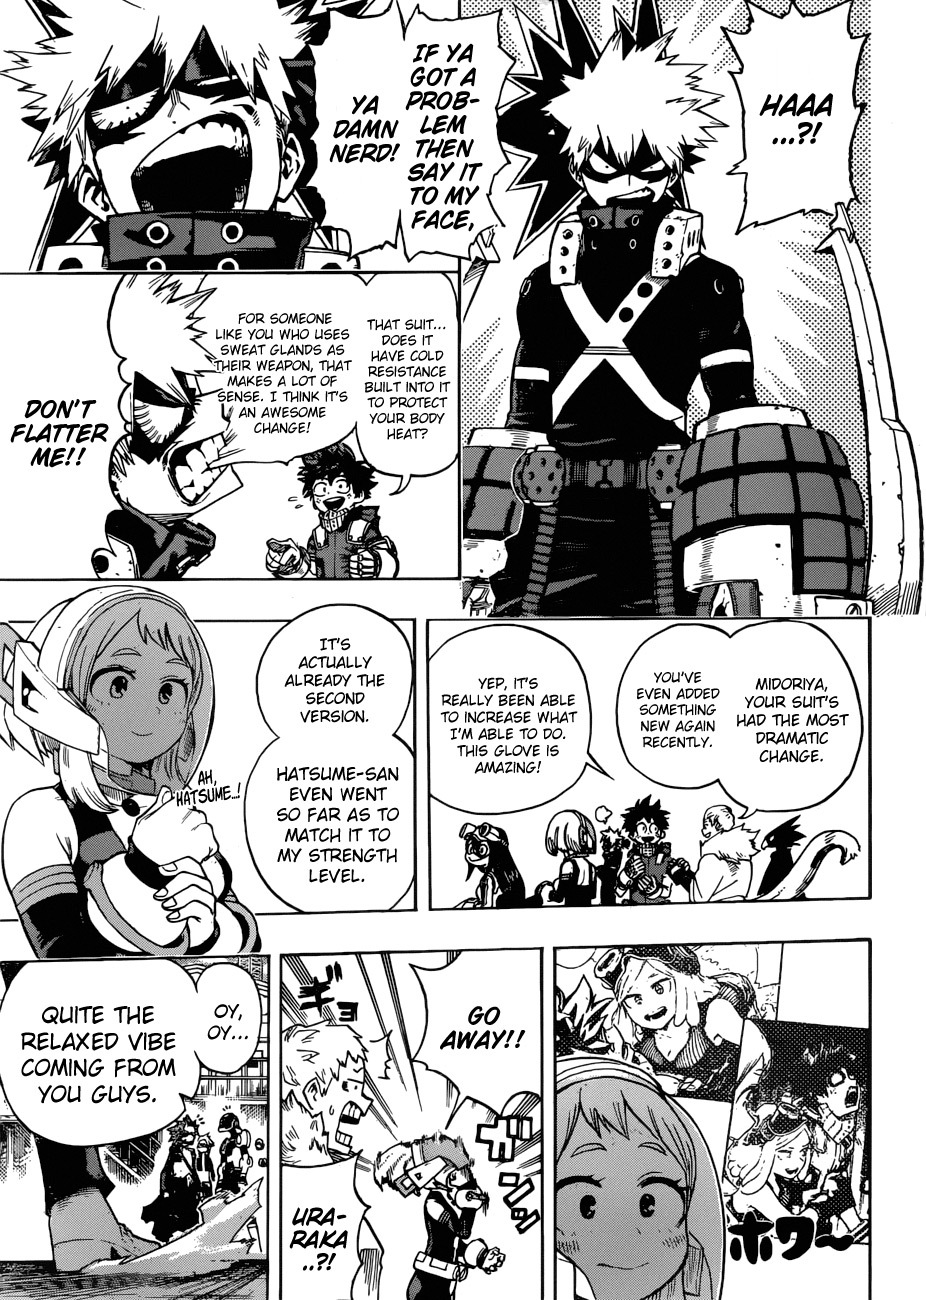 HAAA
...?!
IF YA
GOT A
PROB-
LEM
THEN
SAY IT
TO MY
FACE,
YA
DAMN
NERD!
THAT SUIT...
DOES IT
HAVE COLD
RESISTANCE
BUILT INTO IT
TO PROTECT
YOUR BODY
HEAT?
FOR SOMEONE
LIKE YOU WHO USES
SWEAT GLANDS AS
THEIR WEAPON, THAT
MAKES A LOT OF
SENSE. I THINK IT'S
AN AWESOME
CHANGE!
DON'T
FLATTER
ME!!
MIDORIYA,
YOUR SUIT'S
HAD THE MOST
DRAMATIC
CHANGE.
YOU'VE
EVEN ADDED
SOMETHING
NEW AGAIN
RECENTLY.
YEP, IT'S
REALLY BEEN ABLE
TO INCREASE WHAT
I'M ABLE TO DO.
THIS GLOVE IS
AMAZING!
IT'S
ACTUALLY
ALREADY THE
SECOND
VERSION.
HATSUME-SAN
EVEN WENT
SO FAR AS TO
MATCH IT TO
MY STRENGTH
LEVEL.
AH,
HATSUME..!
ホワ〜
GO
AWAY!!
ギョ
URA-
RAKA
..?!
OY,
OY...
QUITE THE
RELAXED VIBE
COMING FROM
YOU GUYS.